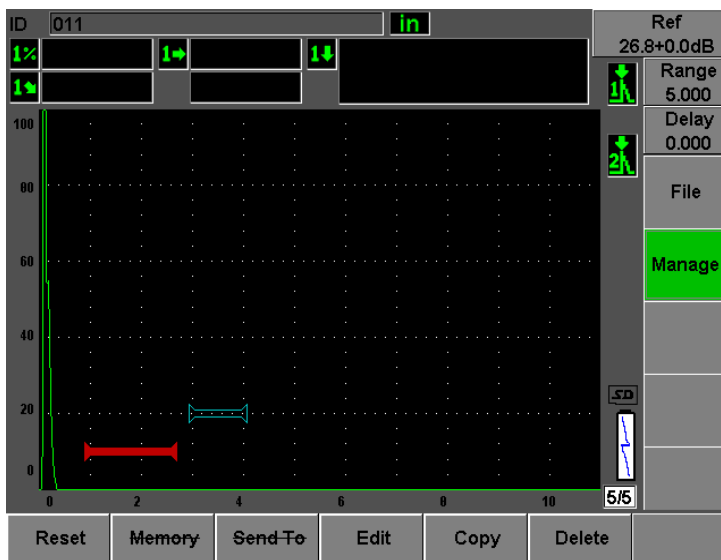 ID 011 in Ref
26.8+0.0dB
1% 1 1
1
1
Range
5.000
Delay
0.000
2
File
Manage
100
80
60
40
20
0
0 2 4 6 8 10
SD
5/5
Reset Memory Send To Edit Copy Delete